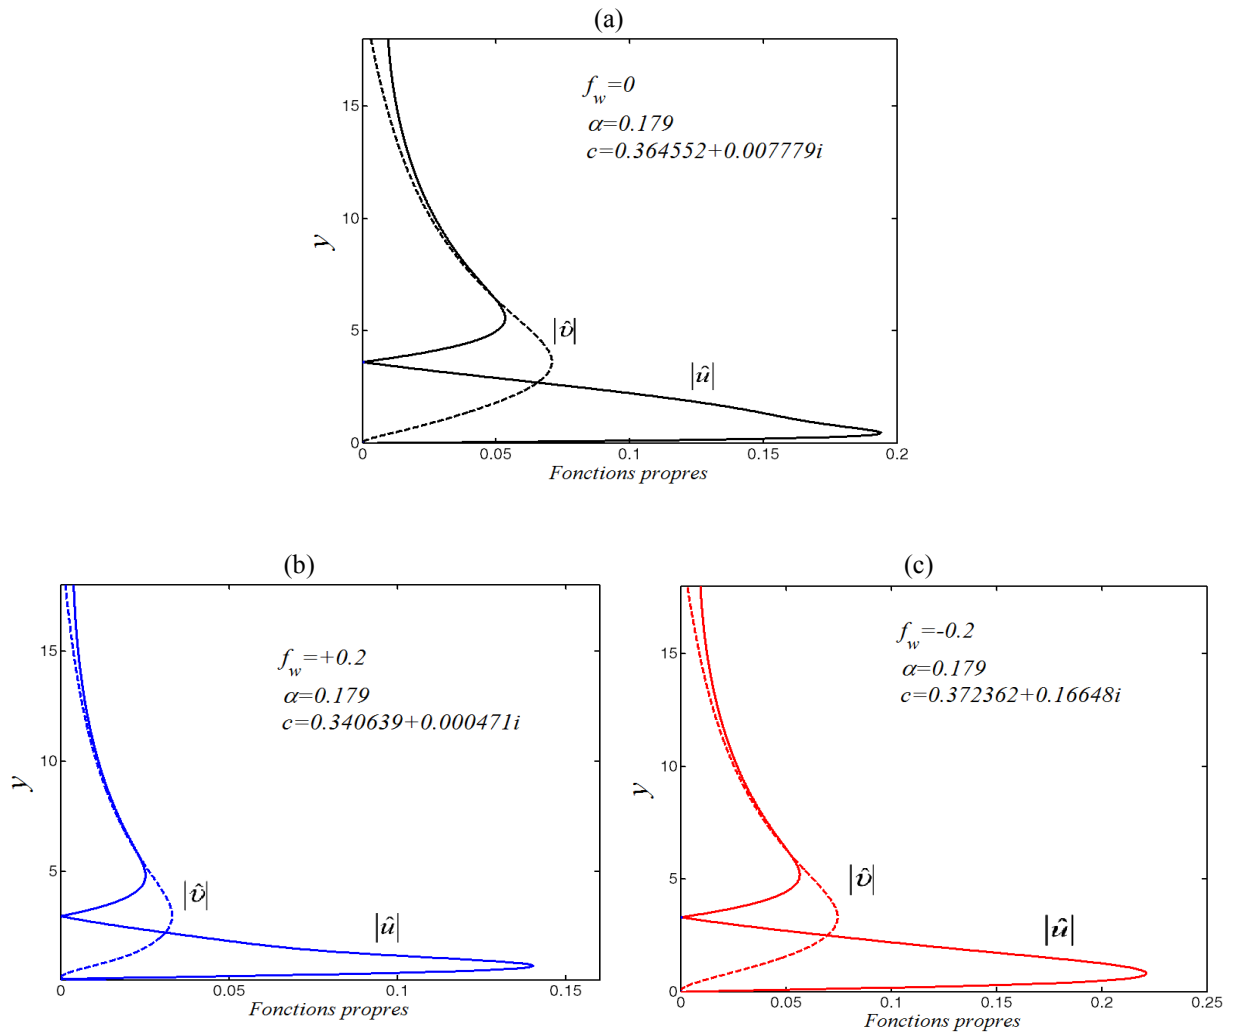 (a)
15
10
5
0
y
f_w=0
α=0.179
c=0.364552+0.007779i
|υ̂|
|û|
0 0.05 0.1 0.15 0.2
Fonctions propres
(b)
15
10
5
0
y
f_w=+0.2
α=0.179
c=0.340639+0.000471i
|υ̂|
|û|
0 0.05 0.1 0.15
Fonctions propres
(c)
15
10
5
0
y
f_w=-0.2
α=0.179
c=0.372362+0.16648i
|υ̂|
|û|
0 0.05 0.1 0.15 0.2 0.25
Fonctions propres